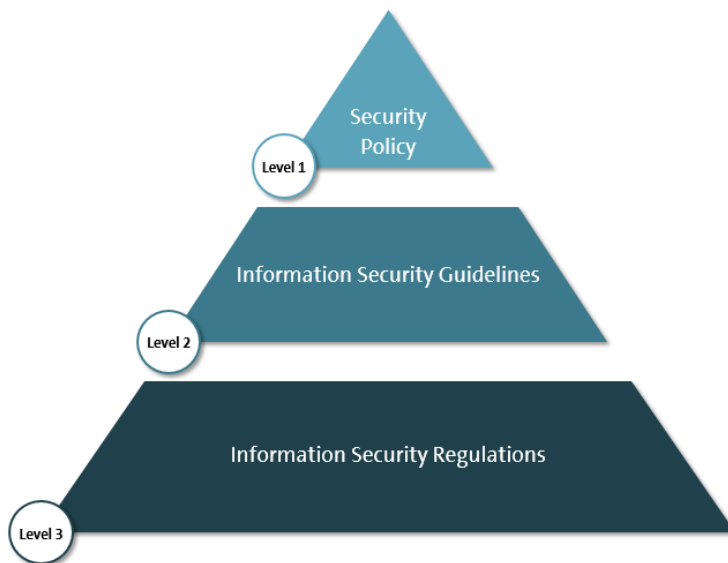 Security
Policy
Level 1
Information Security Guidelines
Level 2
Information Security Regulations
Level 3